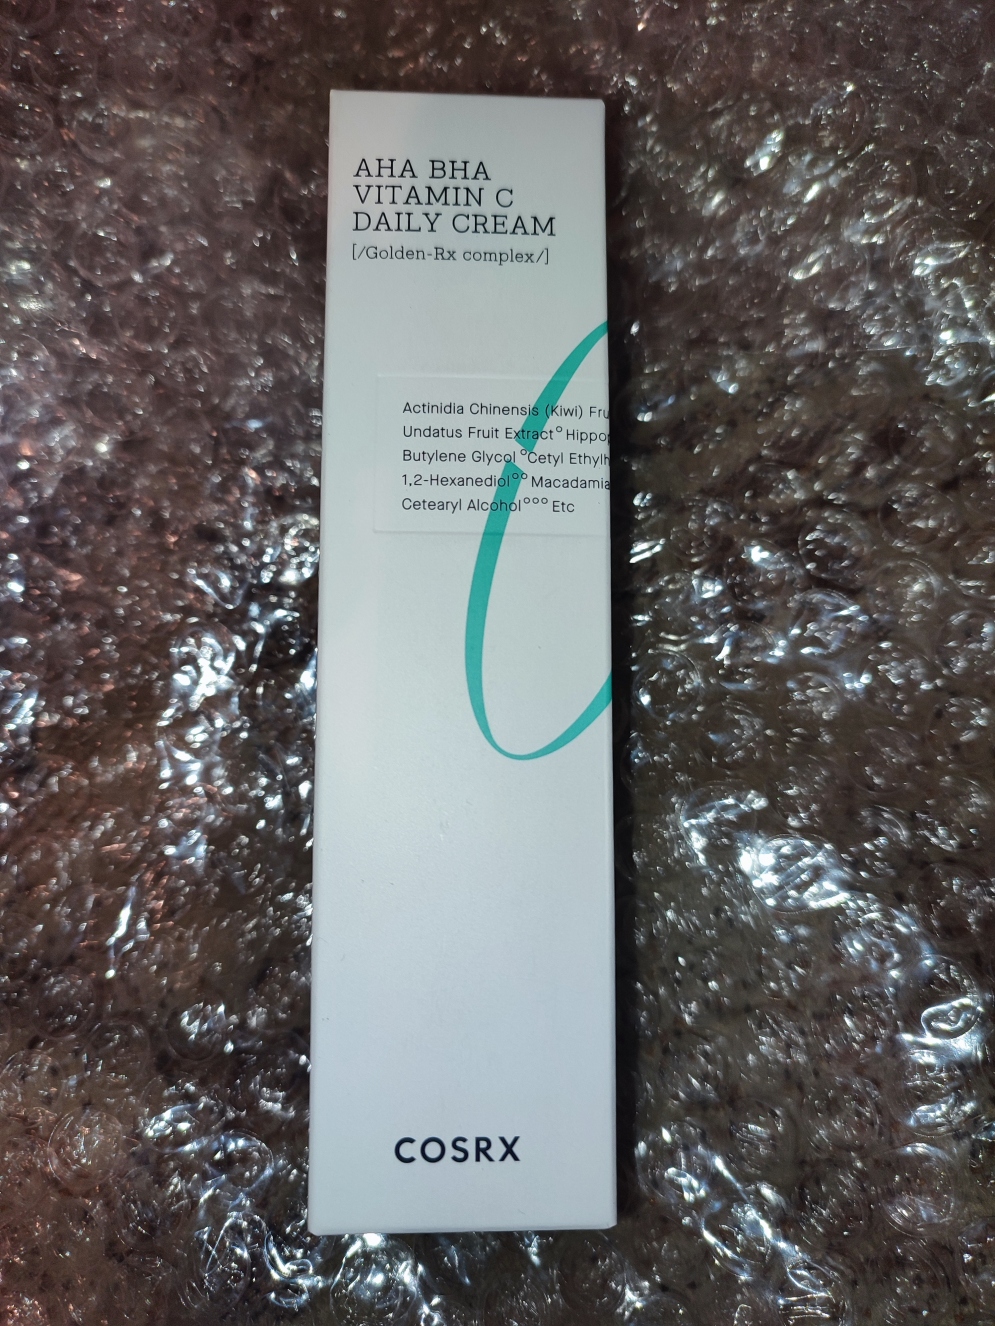 AHA BHA
VITAMIN C
DAILY CREAM
[/Golden-Rx complex/]
Actinidia Chinensis (Kiwi) Fru
Undatus Fruit Extract° Hippop
Butylene Glycol °Cetyl Ethylh
1,2-Hexanediol°° Macadamia
Cetearyl Alcohol°°° Etc
COSRX